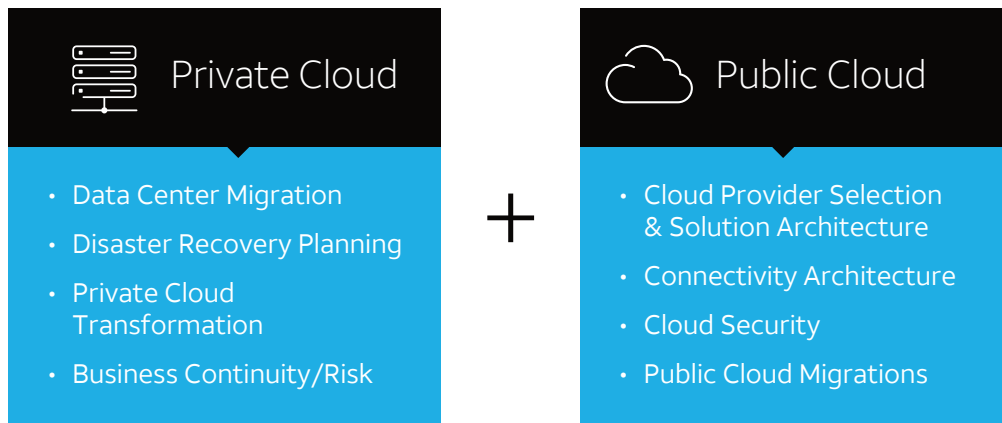 Private Cloud
• Data Center Migration
• Disaster Recovery Planning
• Private Cloud
Transformation
• Business Continuity/Risk
+
Public Cloud
• Cloud Provider Selection
& Solution Architecture
• Connectivity Architecture
• Cloud Security
• Public Cloud Migrations